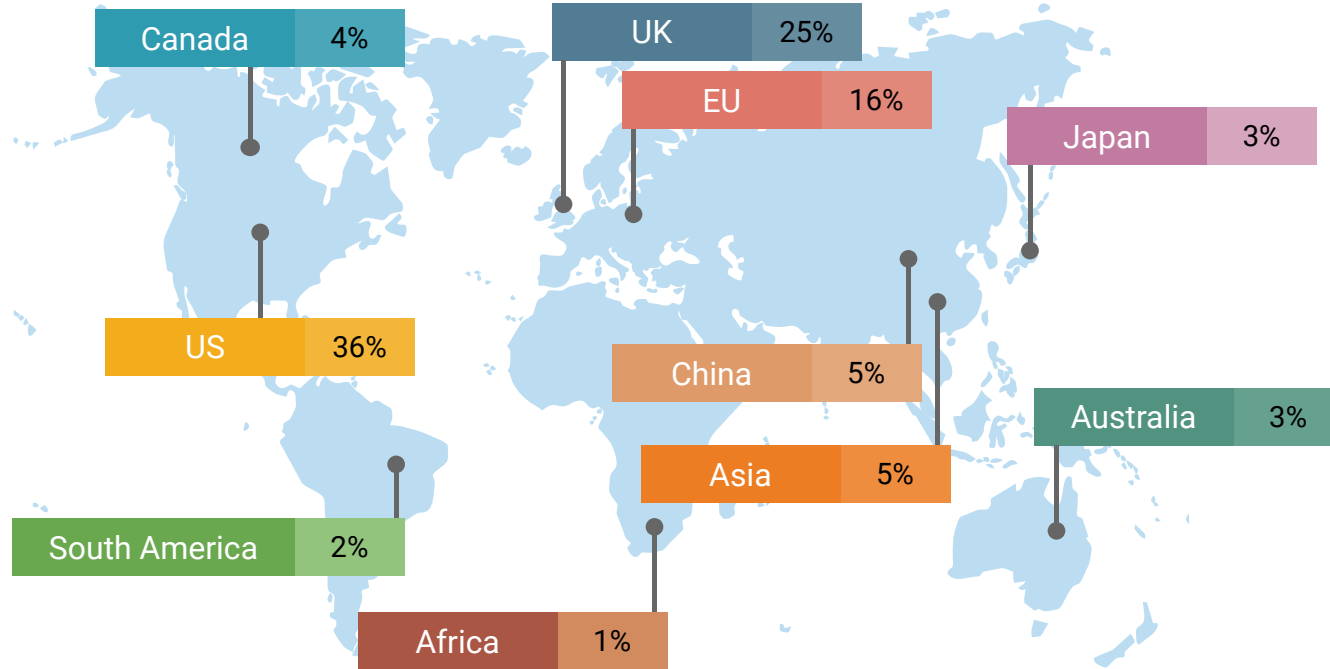 Canada 4%
UK 25%
EU 16%
Japan 3%
US 36%
China 5%
Australia 3%
Asia 5%
South America 2%
Africa 1%